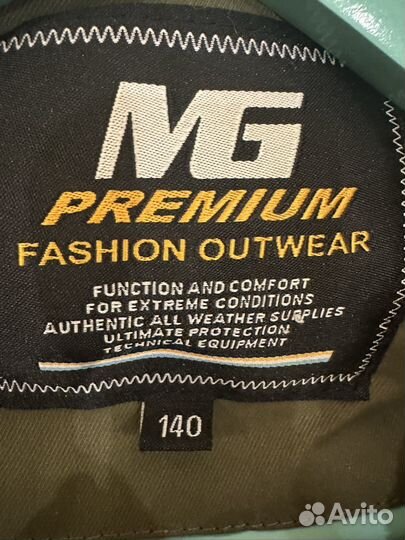 MG
PREMIUM
FASHION OUTWEAR
FUNCTION AND COMFORT
FOR EXTREME CONDITIONS
AUTHENTIC ALL WEATHER SUPPLIES
ULTIMATE PROTECTION
TECHNICAL EQUIPMENT
140
Avito